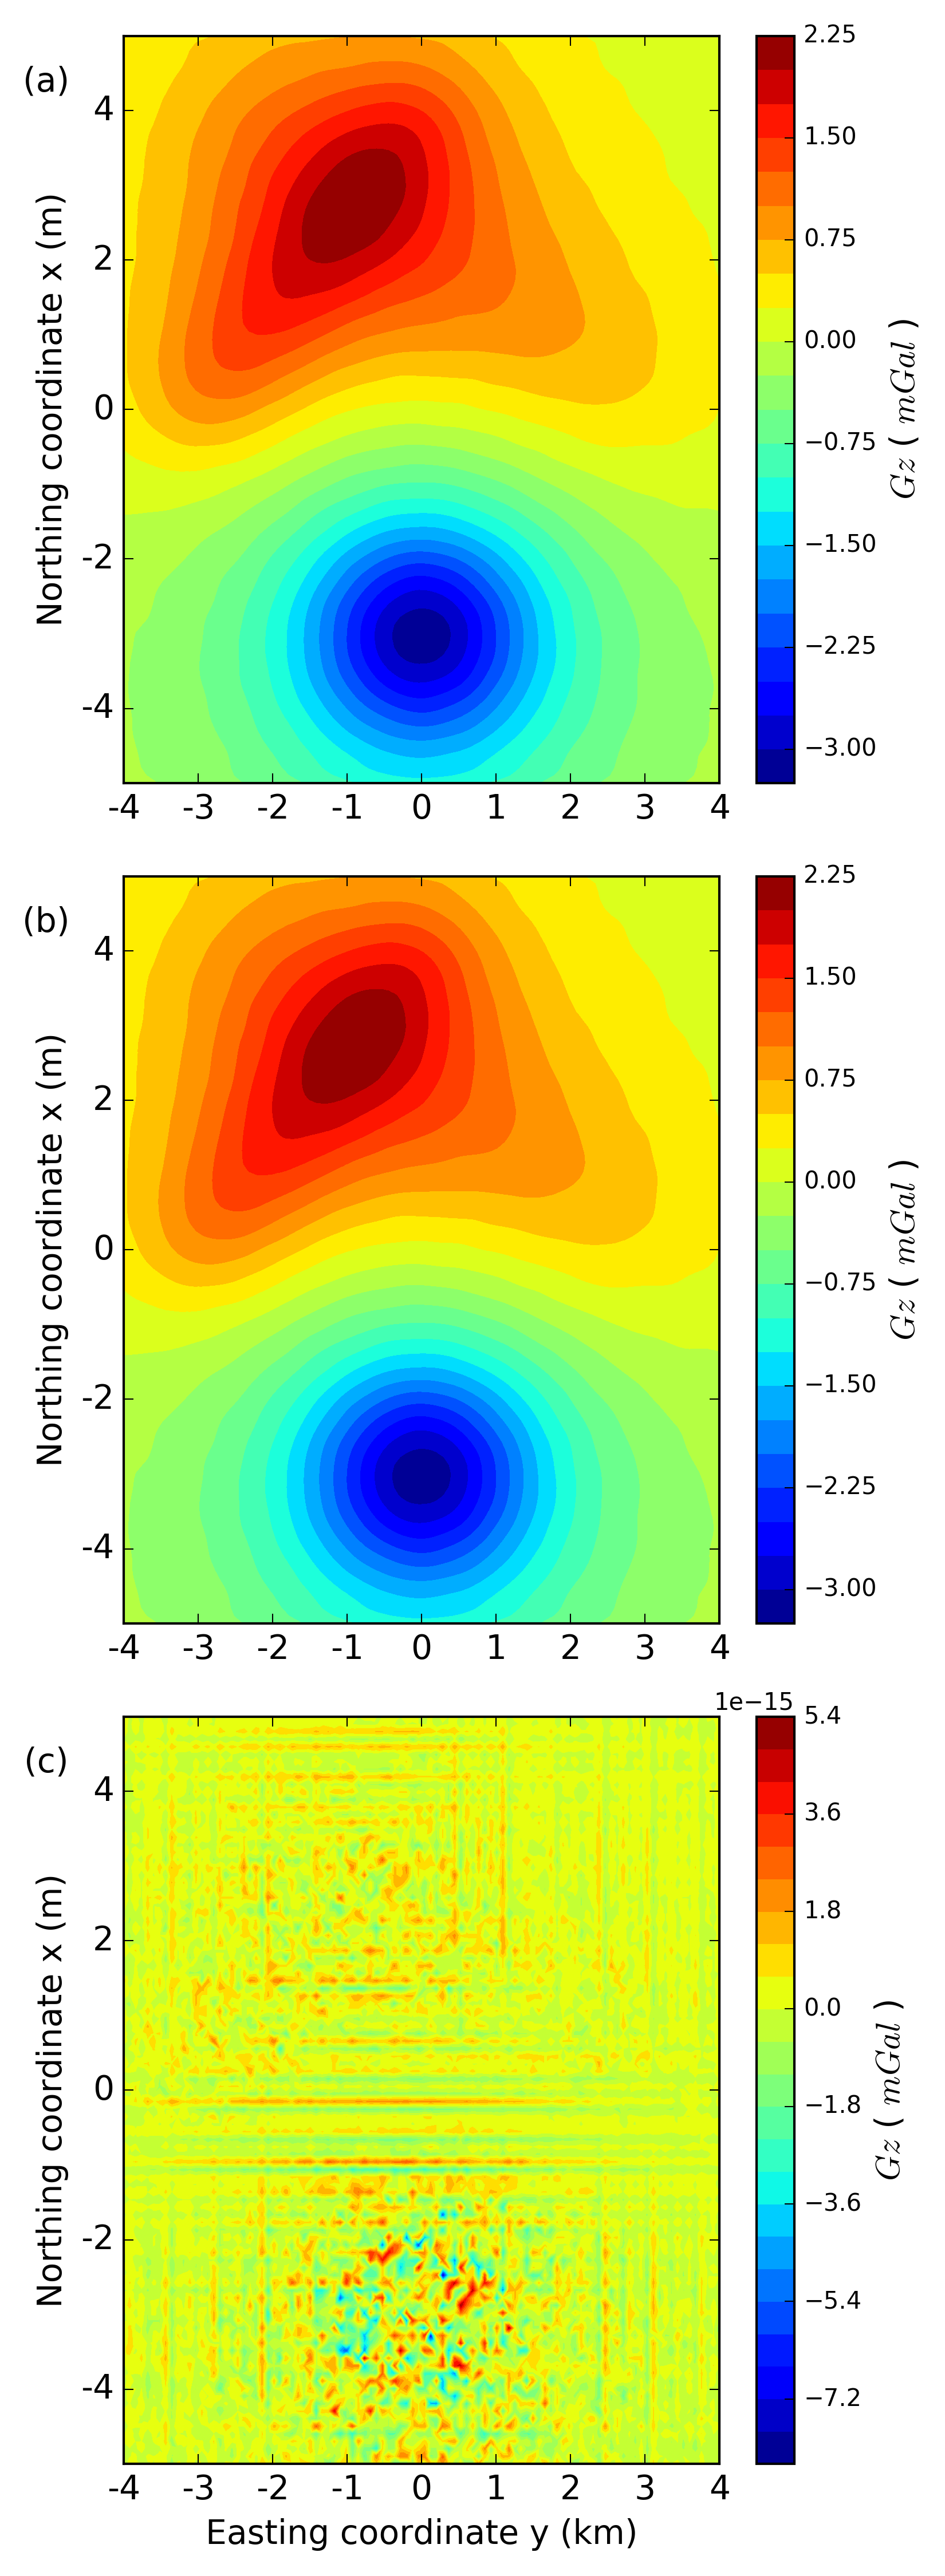 (a)
Northing coordinate x (m)
4
2
0
-2
-4
-4 -3 -2 -1 0 1 2 3 4
2.25
1.50
0.75
0.00
−0.75
−1.50
−2.25
−3.00
Gz ( mGal )
(b)
Northing coordinate x (m)
4
2
0
-2
-4
-4 -3 -2 -1 0 1 2 3 4
2.25
1.50
0.75
0.00
−0.75
−1.50
−2.25
−3.00
Gz ( mGal )
(c)
Northing coordinate x (m)
4
2
0
-2
-4
-4 -3 -2 -1 0 1 2 3 4
Easting coordinate y (km)
1e−15
5.4
3.6
1.8
0.0
−1.8
−3.6
−5.4
−7.2
Gz ( mGal )